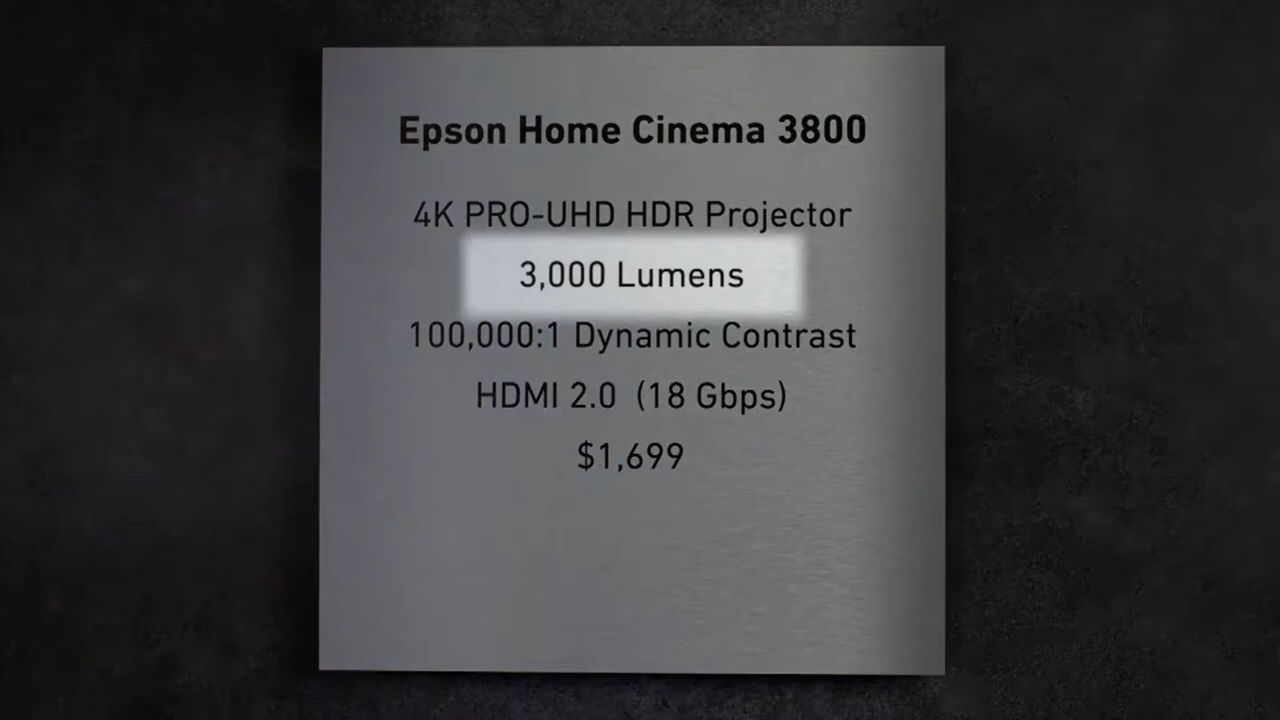 Epson Home Cinema 3800
4K PRO-UHD HDR Projector
3,000 Lumens
100,000:1 Dynamic Contrast
HDMI 2.0 (18 Gbps)
$1,699